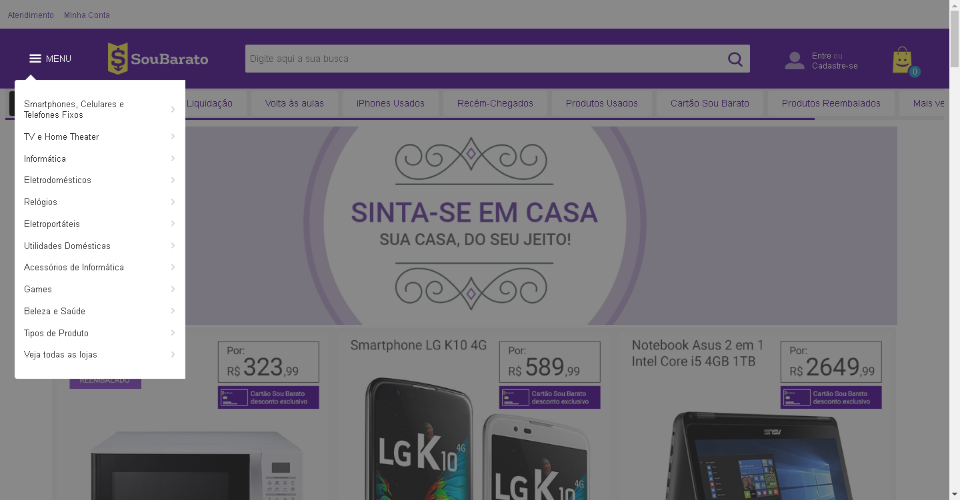 Atendimento Minha Conta
MENU
SouBarato
Digite aqui a sua busca
Entre ou
Cadastre-se
0
Liquidação
Volta às aulas
iPhones Usados
Recém-Chegados
Produtos Usados
Cartão Sou Barato
Produtos Reembalados
Mais ve
Smartphones, Celulares e
Telefones Fixos
TV e Home Theater
Informática
Eletrodomésticos
Relógios
Eletroportáteis
Utilidades Domésticas
Acessórios de Informática
Games
Beleza e Saúde
Tipos de Produto
Veja todas as lojas
SINTA-SE EM CASA
SUA CASA, DO SEU JEITO!
Por:
R$ 323,99
Cartão Sou Barato
desconto exclusivo
REEMBALADO
Smartphone LG K10 4G
Por:
R$ 589,99
Cartão Sou Barato
desconto exclusivo
LG K10 4G
LG K10 4G
Notebook Asus 2 em 1
Intel Core i5 4GB 1TB
Por:
R$ 2649,99
Cartão Sou Barato
desconto exclusivo
ASUS